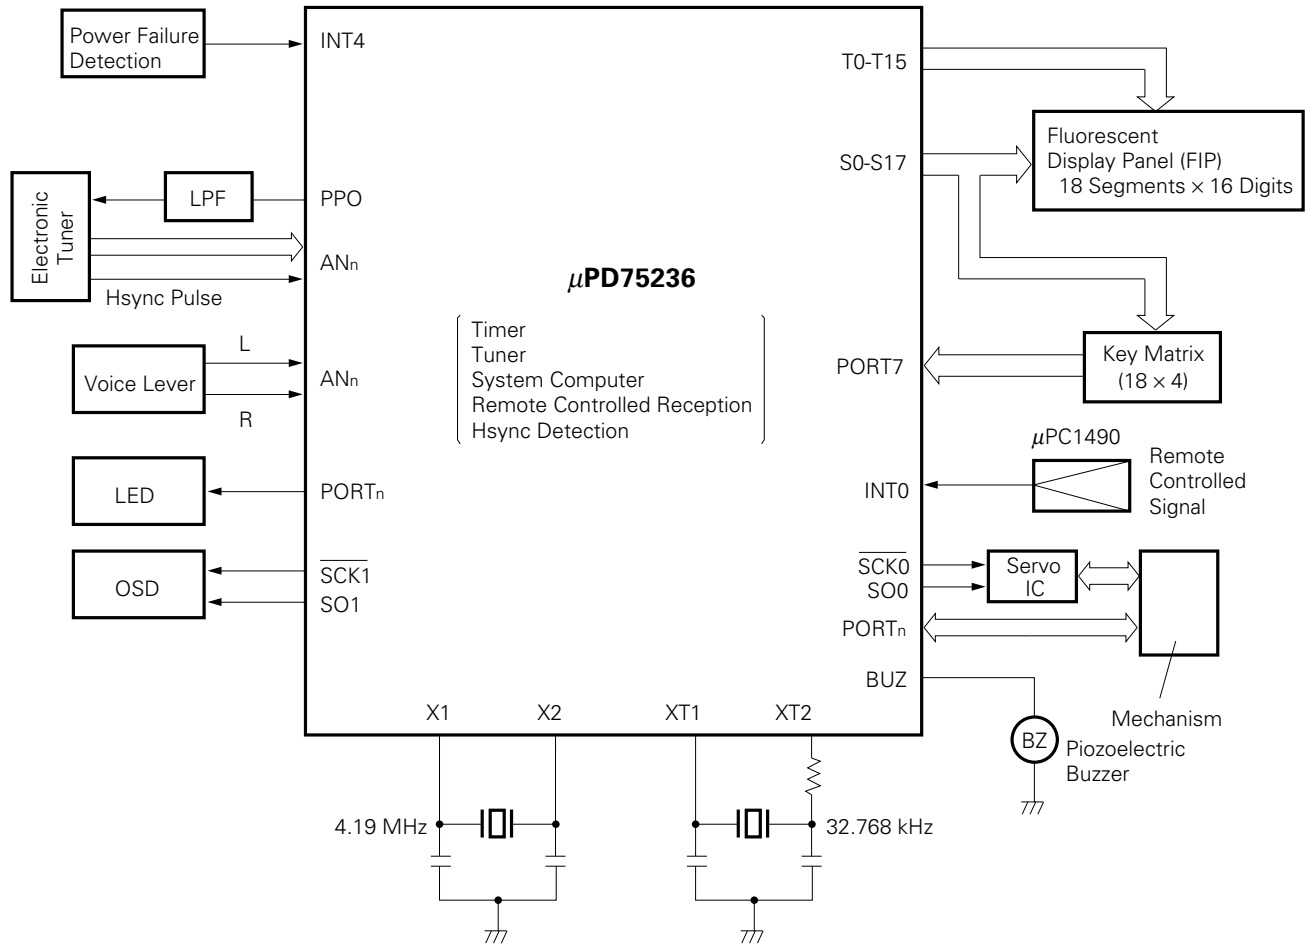 Power Failure
Detection
INT4
T0-T15
Fluorescent
Display Panel (FIP)
18 Segments × 16 Digits
S0-S17
Electronic
Tuner
LPF
PPO
ANn
Hsync Pulse
μPD75236
Timer
Tuner
System Computer
Remote Controlled Reception
Hsync Detection
Voice Lever
L
R
ANn
PORT7
Key Matrix
(18 × 4)
μPC1490
Remote
Controlled
Signal
INT0
LED
PORTn
OSD
SCK1
SO1
SCK0
SO0
Servo
IC
PORTn
Mechanism
BUZ
BZ
Piozoelectric
Buzzer
X1
X2
XT1
XT2
4.19 MHz
32.768 kHz